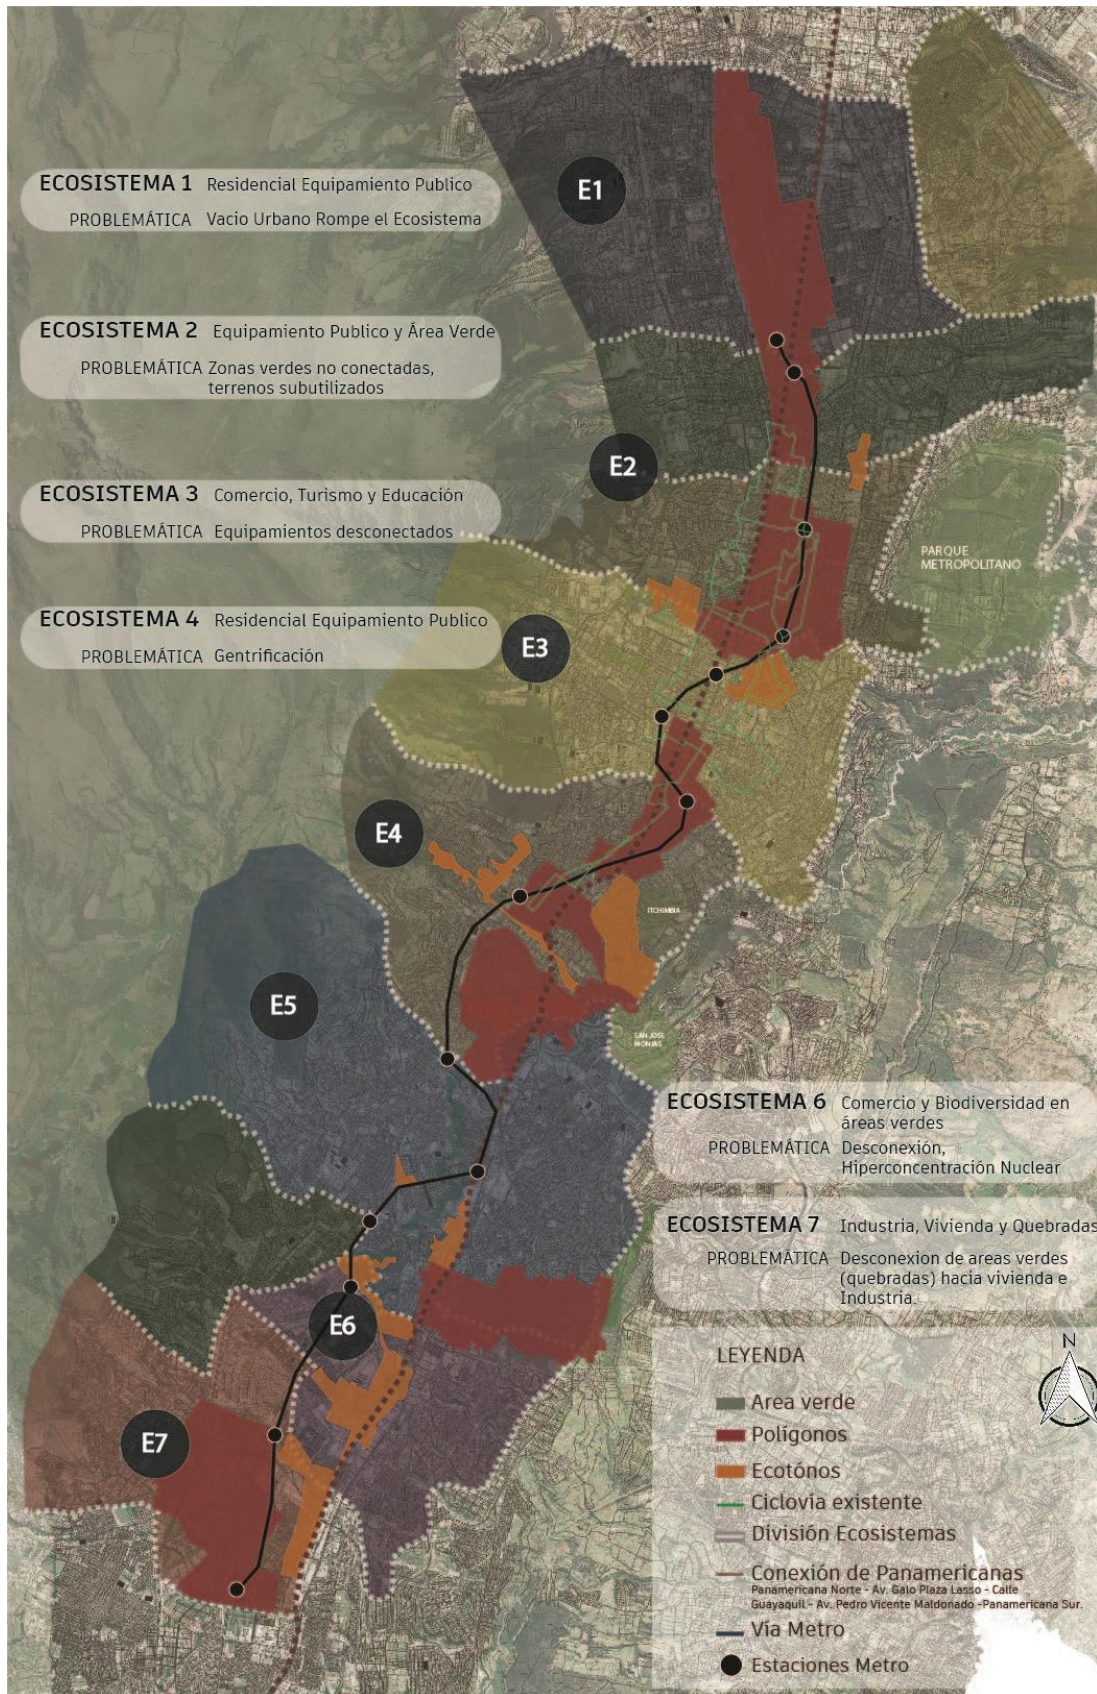 ECOSISTEMA 1 Residencial Equipamiento Publico
PROBLEMÁTICA Vacio Urbano Rompe el Ecosistema
ECOSISTEMA 2 Equipamiento Publico y Área Verde
PROBLEMÁTICA Zonas verdes no conectadas,
terrenos subutilizados
ECOSISTEMA 3 Comercio, Turismo y Educación
PROBLEMÁTICA Equipamientos desconectados
ECOSISTEMA 4 Residencial Equipamiento Publico
PROBLEMÁTICA Gentrificación
E1
E2
PARQUE
METROPOLITANO
E3
E4
ITCHIMBIA
E5
SAN JOSE
MONJAS
E6
E7
ECOSISTEMA 6 Comercio y Biodiversidad en
áreas verdes
PROBLEMÁTICA Desconexión,
Hiperconcentración Nuclear
ECOSISTEMA 7 Industria, Vivienda y Quebradas
PROBLEMÁTICA Desconexion de areas verdes
(quebradas) hacia vivienda e
Industria.
LEYENDA
N
Area verde
Polígonos
Ecotónos
Ciclovía existente
División Ecosistemas
Conexión de Panamericanas
Panamericana Norte - Av. Galo Plaza Lasso - Calle
Guayaquil - Av. Pedro Vicente Maldonado -Panamericana Sur.
Vía Metro
Estaciones Metro